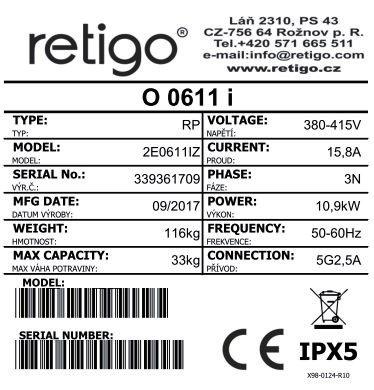 retigo
Láň 2310, PS 43
CZ-756 64 Rožnov p. R.
Tel.+420 571 665 511
e-mail:info@retigo.com
www.retigo.cz
O 0611 i
TYPE: RP
TYP:
VOLTAGE: 380-415V
NAPĚTÍ:
MODEL: 2E0611IZ
MODEL:
CURRENT: 15,8A
PROUD:
SERIAL No.: 339361709
VÝR.Č.:
PHASE: 3N
FÁZE:
MFG DATE: 09/2017
DATUM VÝROBY:
POWER: 10,9kW
VÝKON:
WEIGHT: 116kg
HMOTNOST:
FREQUENCY: 50-60Hz
FREKVENCE:
MAX CAPACITY: 33kg
MAX VÁHA POTRAVINY:
CONNECTION: 5G2,5A
PŘÍVOD:
MODEL:
SERIAL NUMBER:
CE IPX5
X98-0124-R10